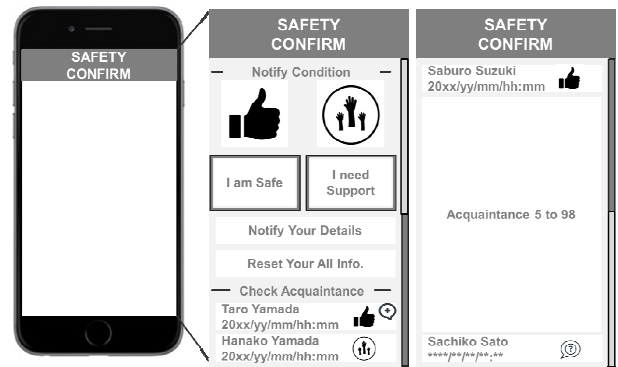 SAFETY
CONFIRM
SAFETY
CONFIRM
Notify Condition
I am Safe
I need
Support
Notify Your Details
Reset Your All Info.
Check Acquaintance
Taro Yamada
20xx/yy/mm/hh:mm
Hanako Yamada
20xx/yy/mm/hh:mm
SAFETY
CONFIRM
Saburo Suzuki
20xx/yy/mm/hh:mm
Acquaintance 5 to 98
Sachiko Sato
****/**/**/**:**